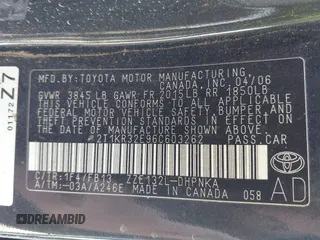 MFD.BY:TOYOTA MOTOR MANUFACTURING,
CANADA, INC. 04/06
GVWR 3845 LB GAWR FR 2015LB RR 1850LB
THIS VEHICLE CONFORMS TO ALL APPLICABLE
FEDERAL MOTOR VEHICLE SAFETY, BUMPER, AND
THEFT PREVENTION STANDARDS IN EFFECT ON
THE DATE OF MANUFACTURE SHOWN ABOVE.
*2T1KR32E96C603262*
PASS.CAR
C/TR:1F4/FB13 ZZE132L-DHPNKA
A/TM:-03A/A246E
MADE IN CANADA 058
AD
01172 Z7